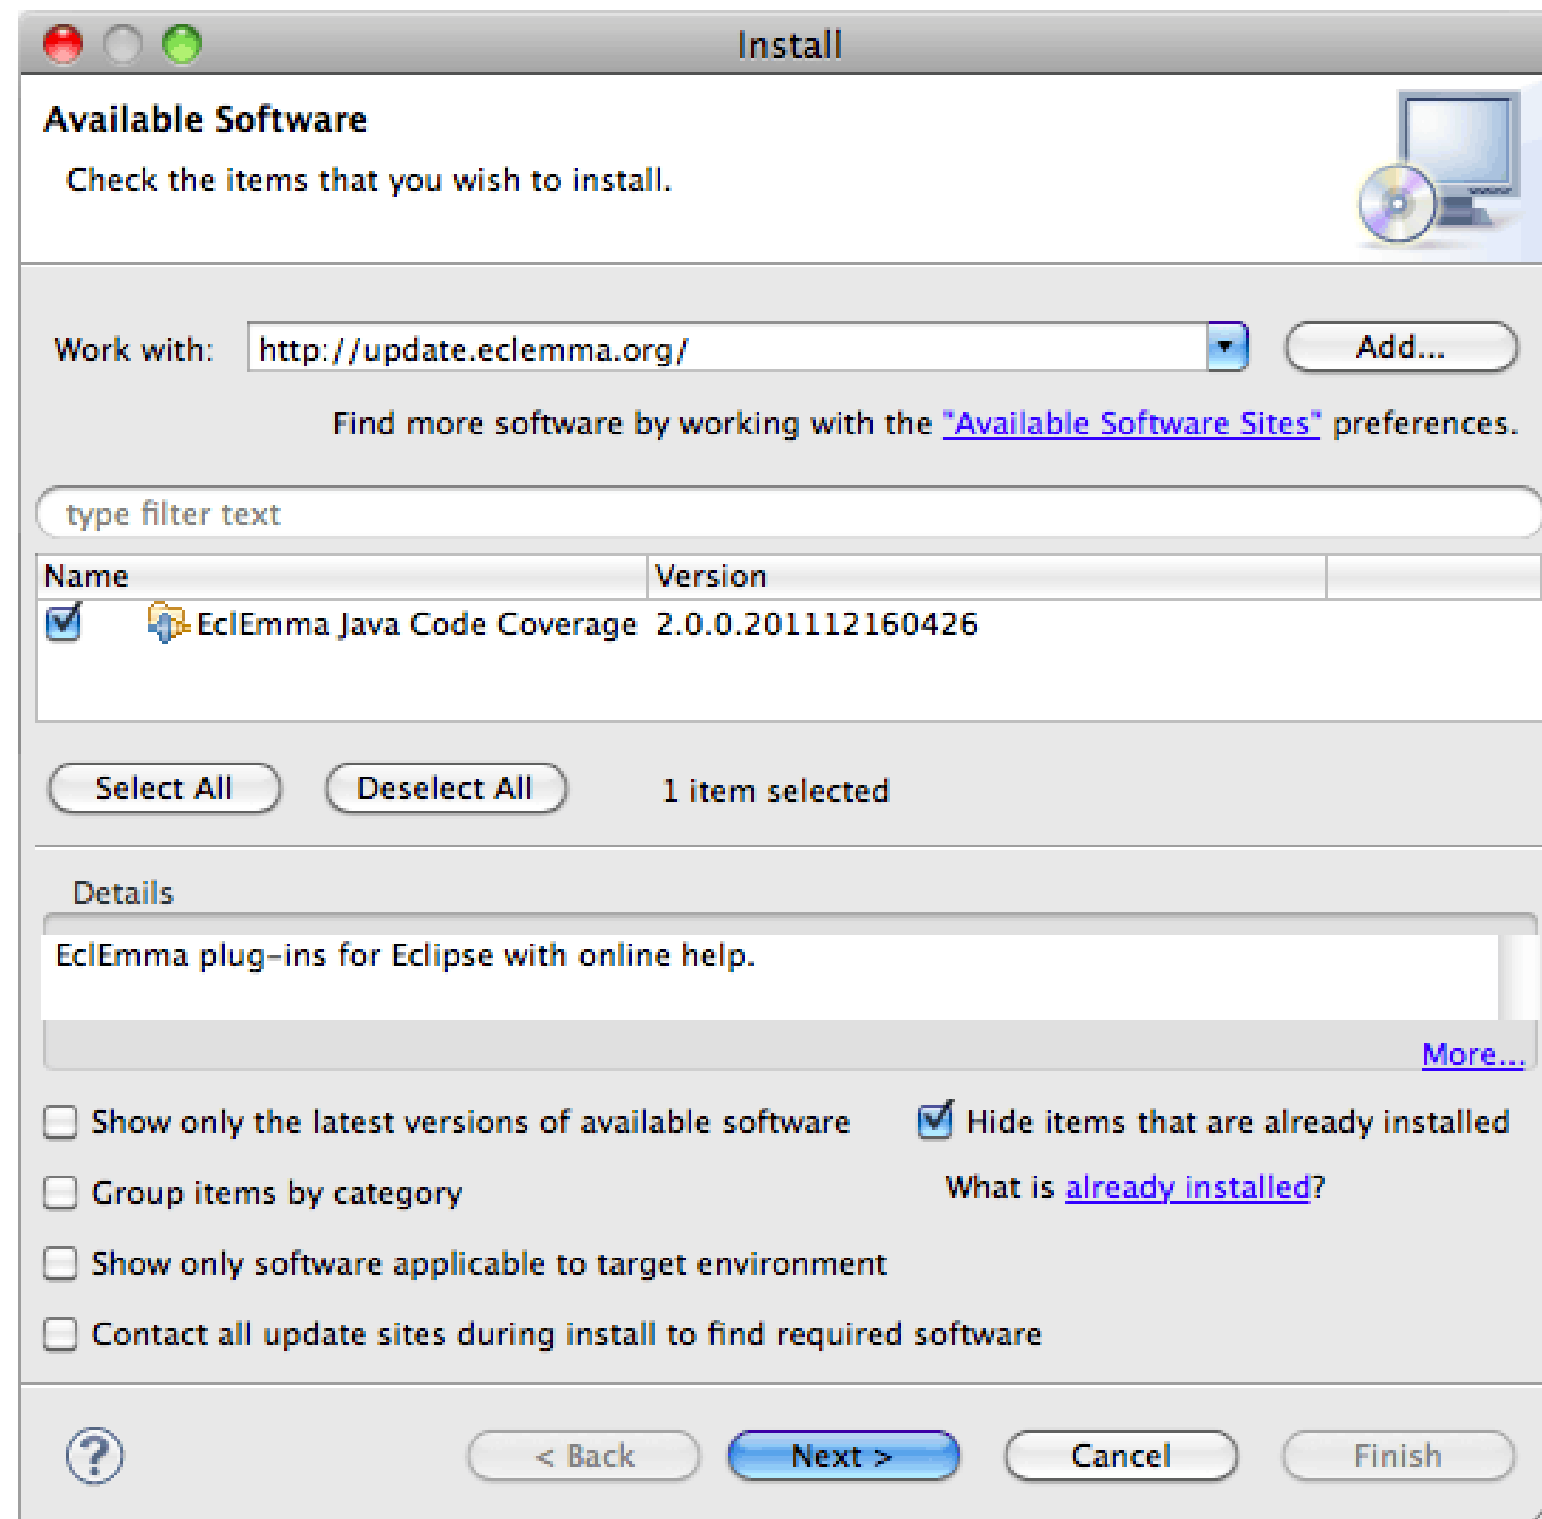 Install
Available Software
Check the items that you wish to install.
Work with: http://update.eclemma.org/ Add...
Find more software by working with the "Available Software Sites" preferences.
type filter text
Name Version
EclEmma Java Code Coverage 2.0.0.201112160426
Select All Deselect All 1 item selected
Details
EclEmma plug-ins for Eclipse with online help.
More...
Show only the latest versions of available software Hide items that are already installed
Group items by category What is already installed?
Show only software applicable to target environment
Contact all update sites during install to find required software
? < Back Next > Cancel Finish